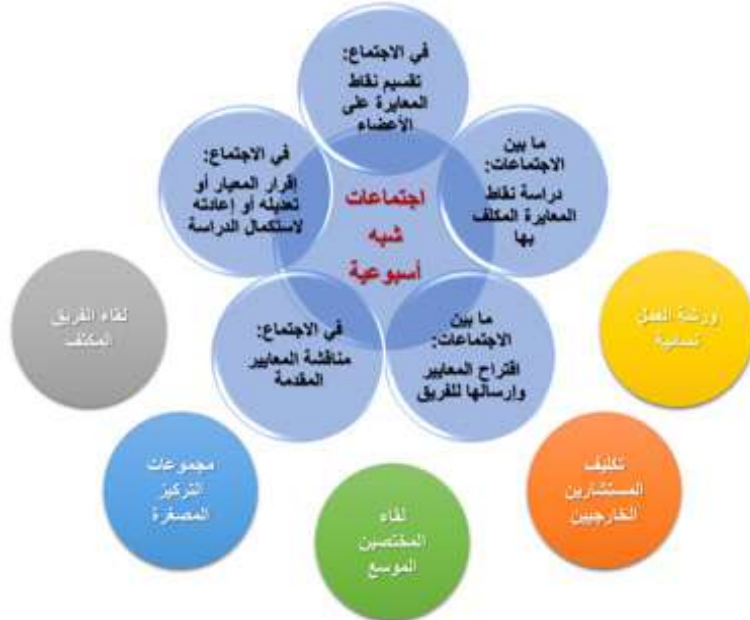 في الاجتماع:
تقسيم نقاط
المعايرة على
الأعضاء
ما بين
الاجتماعات:
دراسة نقاط
المعايرة المكلف
بها
ما بين
الاجتماعات:
اقتراح المعايير
وإرسالها للفريق
في الاجتماع:
مناقشة المعايير
المقدمة
في الاجتماع:
إقرار المعيار أو
تعديله أو إعادته
لاستكمال الدراسة
اجتماعات
شبه
أسبوعية
ورشة العمل
تكليف
المستشارين
الخارجيين
لقاء
المختصين
الموسع
مجموعات
التركيز
المصغرة
لقاء الفريق
المكلف